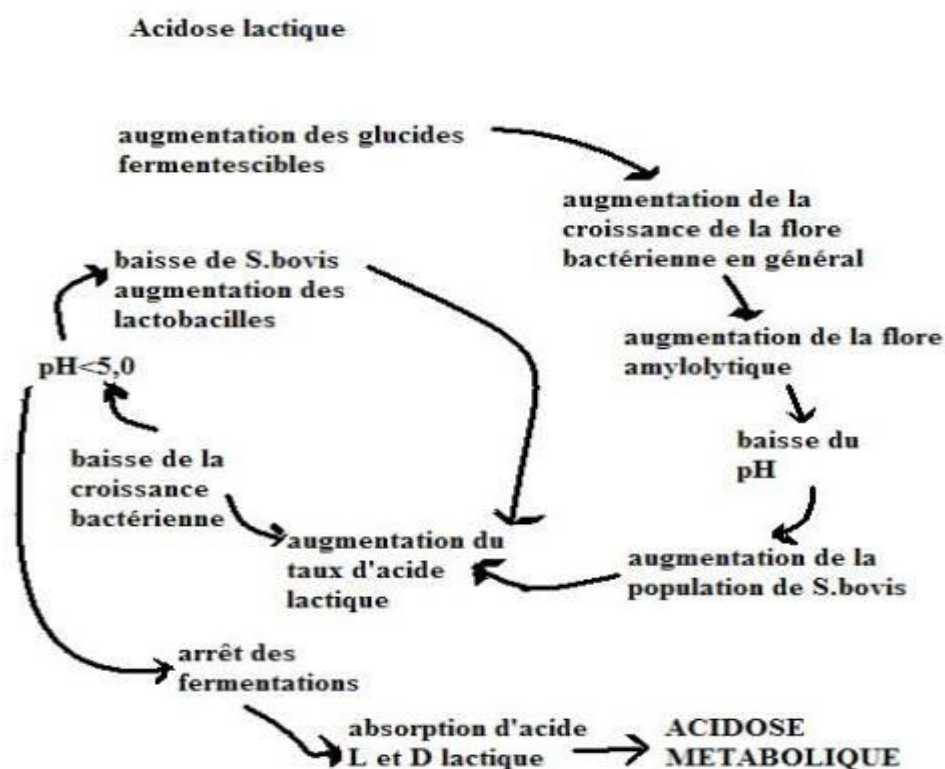 Acidose lactique
augmentation des glucides
fermentescibles
augmentation de la
croissance de la flore
bactérienne en général
baisse de S.bovis
augmentation des
lactobacilles
augmentation de la flore
amylolytique
pH<5,0
baisse du
pH
baisse de la
croissance
bactérienne
augmentation du
taux d'acide
lactique
augmentation de la
population de S.bovis
arrêt des
fermentations
absorption d'acide
L et D lactique
ACIDOSE
METABOLIQUE